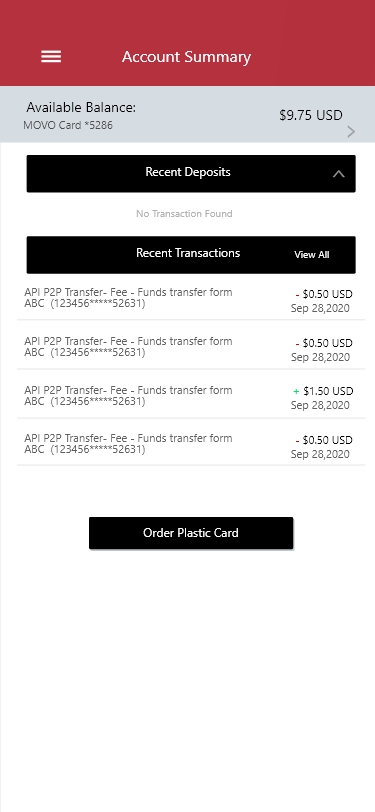 Account Summary
Available Balance:
MOVO Card *5286
$9.75 USD
Recent Deposits
No Transaction Found
Recent Transactions
View All
API P2P Transfer- Fee - Funds transfer form
ABC (123456*****52631)
- $0.50 USD
Sep 28,2020
API P2P Transfer- Fee - Funds transfer form
ABC (123456*****52631)
- $0.50 USD
Sep 28,2020
API P2P Transfer- Fee - Funds transfer form
ABC (123456*****52631)
+ $1.50 USD
Sep 28,2020
API P2P Transfer- Fee - Funds transfer form
ABC (123456*****52631)
- $0.50 USD
Sep 28,2020
Order Plastic Card